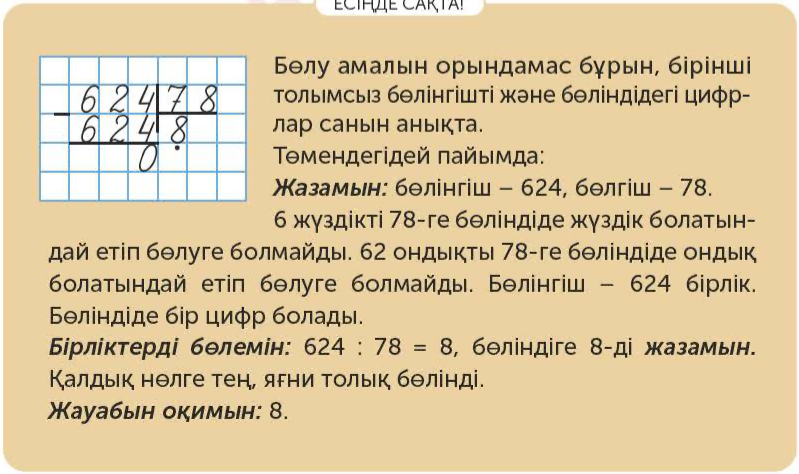 ЕСІҢДЕ САҚТА!
Бөлу амалын орындамас бұрын, бірінші
толымсыз бөлінгішті және бөліндідегі цифр-
лар санын анықта.
Төмендегідей пайымда:
Жазамын: бөлінгіш – 624, бөлгіш – 78.
6 жүздікті 78-ге бөліндіде жүздік болатын-
дай етіп бөлуге болмайды. 62 ондықты 78-ге бөліндіде ондық
болатындай етіп бөлуге болмайды. Бөлінгіш – 624 бірлік.
Бөліндіде бір цифр болады.
Бірліктерді бөлемін: 624 : 78 = 8, бөліндіге 8-ді жазамын.
Қалдық нөлге тең, яғни толық бөлінді.
Жауабын оқимын: 8.
- 624 78
624 8
0